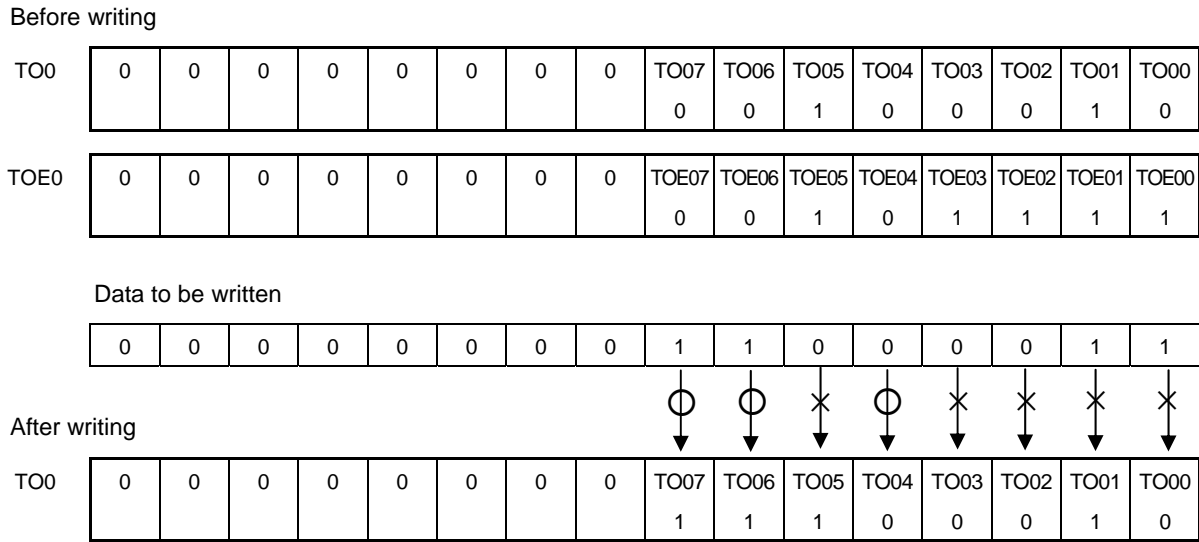 Before writing
TO0 0 0 0 0 0 0 0 0 TO07 TO06 TO05 TO04 TO03 TO02 TO01 TO00
0 0 1 0 0 0 1 0
TOE0 0 0 0 0 0 0 0 0 TOE07 TOE06 TOE05 TOE04 TOE03 TOE02 TOE01 TOE00
0 0 1 0 1 1 1 1
Data to be written
0 0 0 0 0 0 0 0 1 1 0 0 0 0 1 1
After writing
TO0 0 0 0 0 0 0 0 0 TO07 TO06 TO05 TO04 TO03 TO02 TO01 TO00
1 1 1 0 0 0 1 0